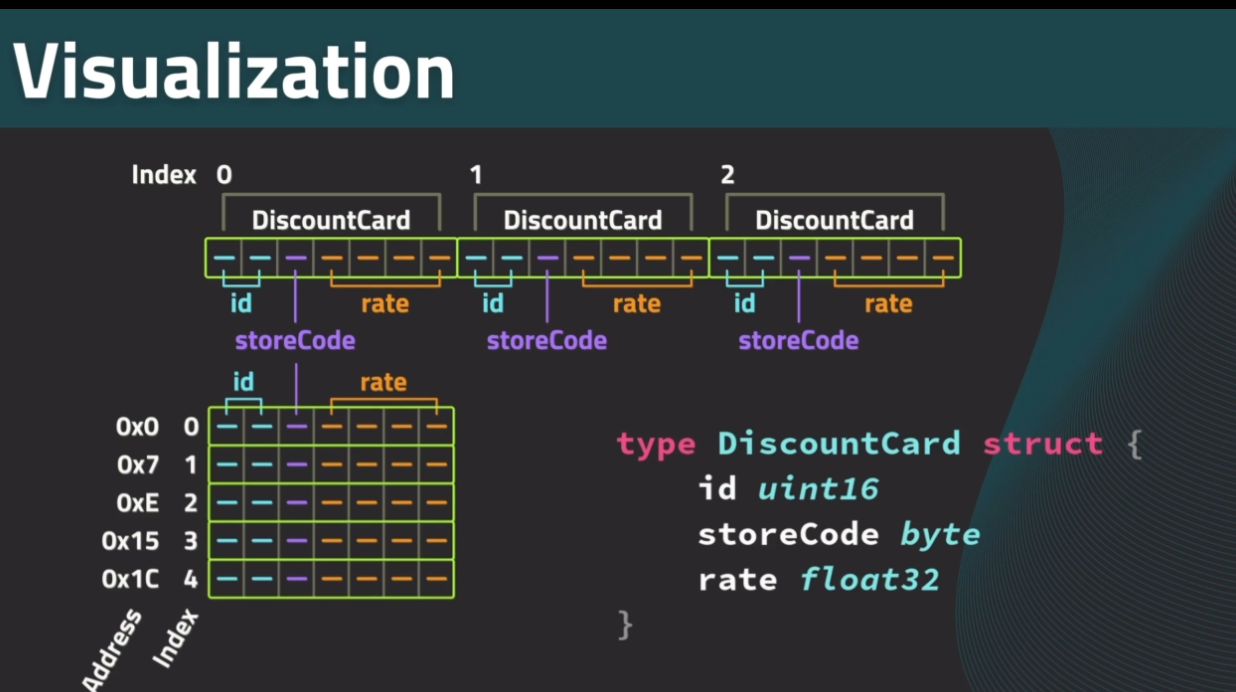 Visualization
Index 0 1 2
DiscountCard DiscountCard DiscountCard
id rate id rate id rate
storeCode storeCode storeCode
id rate
0x0 0
0x7 1
0xE 2
0x15 3
0x1C 4
Address Index
type DiscountCard struct {
id uint16
storeCode byte
rate float32
}